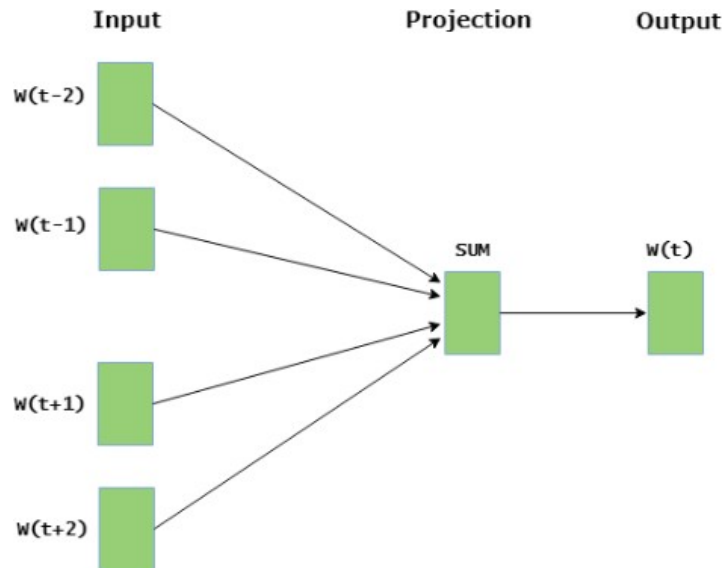 Input Projection Output
W(t-2)
W(t-1)
SUM W(t)
W(t+1)
W(t+2)